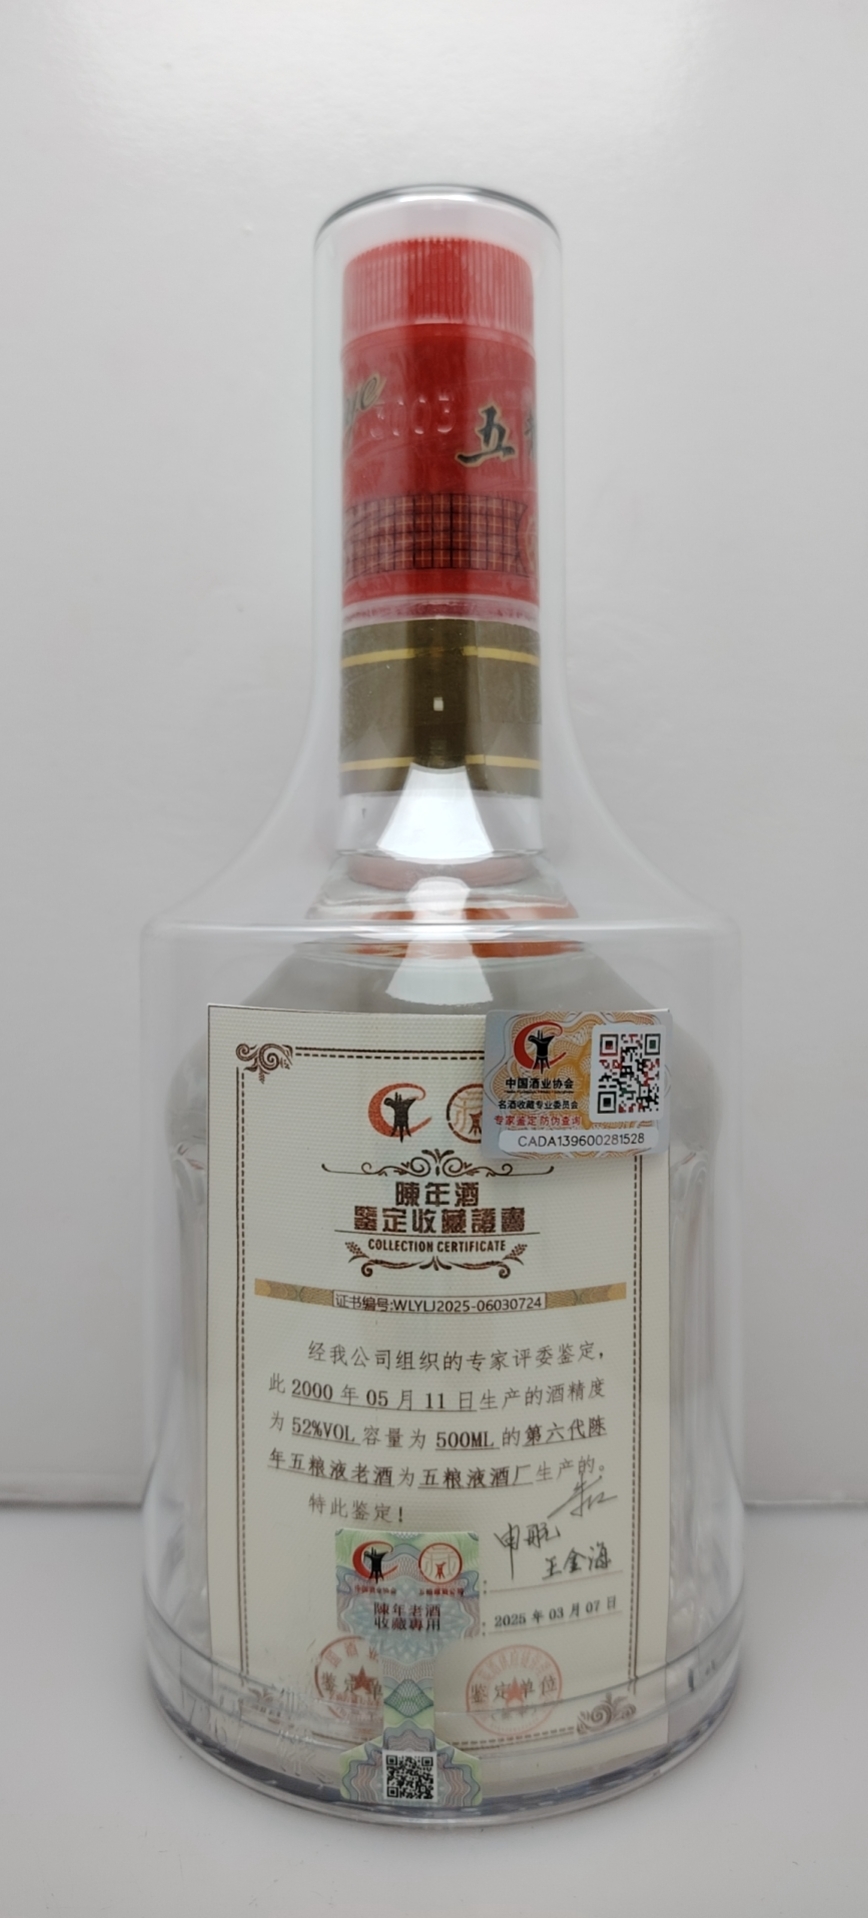 五
中国酒业协会
名酒收藏专业委员会
专家鉴定 防伪查询
CADA139600281528
陳年酒
鑒定收藏證書
COLLECTION CERTIFICATE
证书编号:WLYLJ2025-06030724
经我公司组织的专家评委鉴定，
此 2000 年 05 月 11 日生产的酒精度
为 52%VOL 容量为 500ML 的第六代陈
年五粮液老酒为五粮液酒厂生产的。
特此鉴定！
申航
王金海
陳年老酒
收藏專用
2025 年 03 月 07 日
鉴定单
鉴定单位